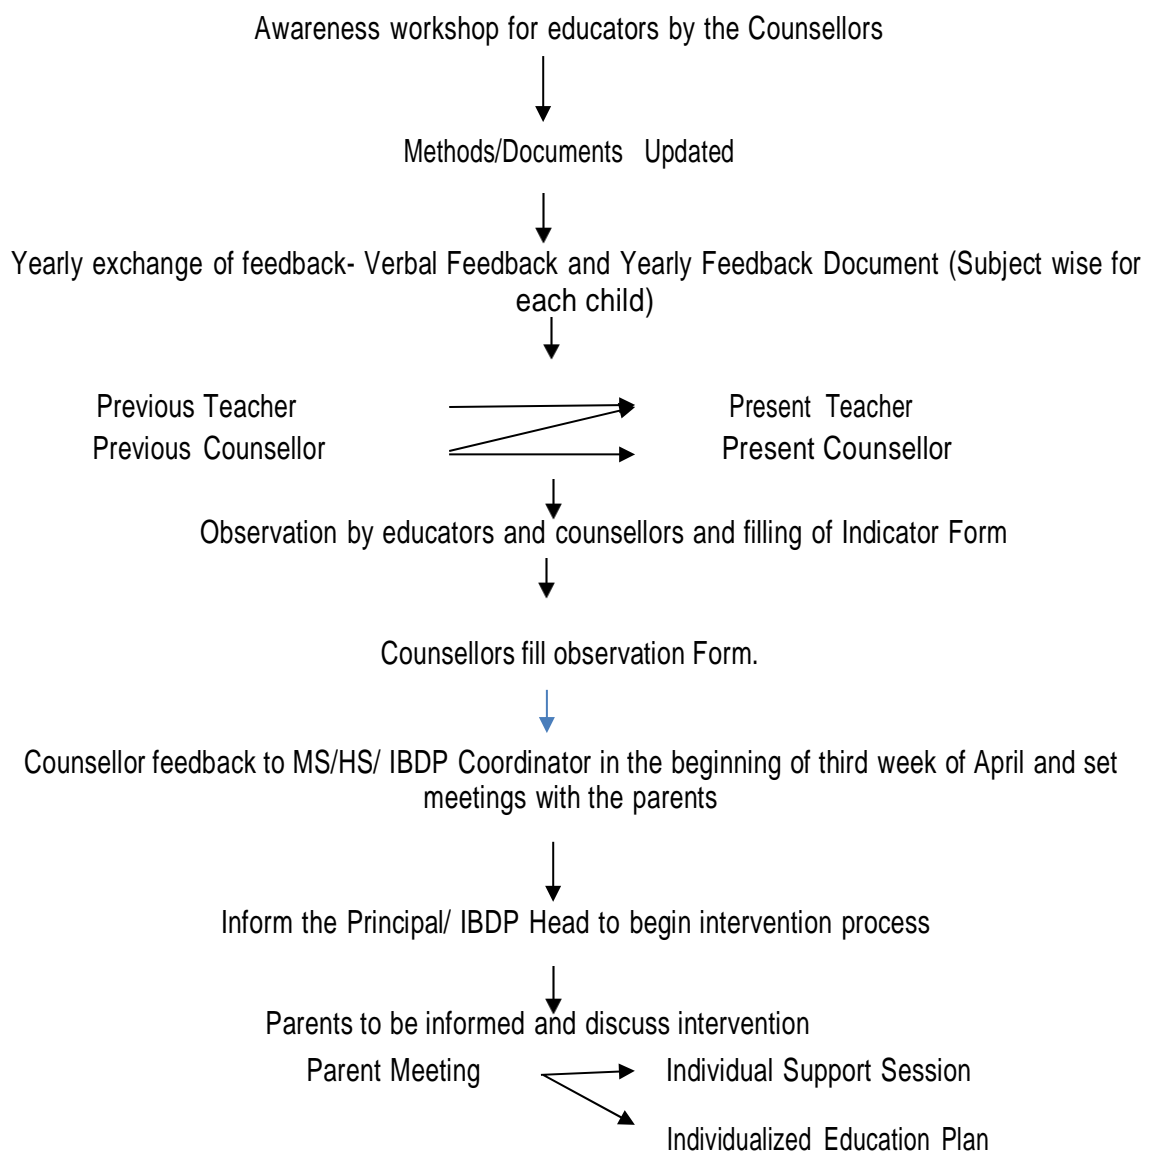 Awareness workshop for educators by the Counsellors
Methods/Documents Updated
Yearly exchange of feedback- Verbal Feedback and Yearly Feedback Document (Subject wise for
each child)
Previous Teacher Present Teacher
Previous Counsellor Present Counsellor
Observation by educators and counsellors and filling of Indicator Form
Counsellors fill observation Form.
Counsellor feedback to MS/HS/ IBDP Coordinator in the beginning of third week of April and set
meetings with the parents
Inform the Principal/ IBDP Head to begin intervention process
Parents to be informed and discuss intervention
Parent Meeting Individual Support Session
Individualized Education Plan